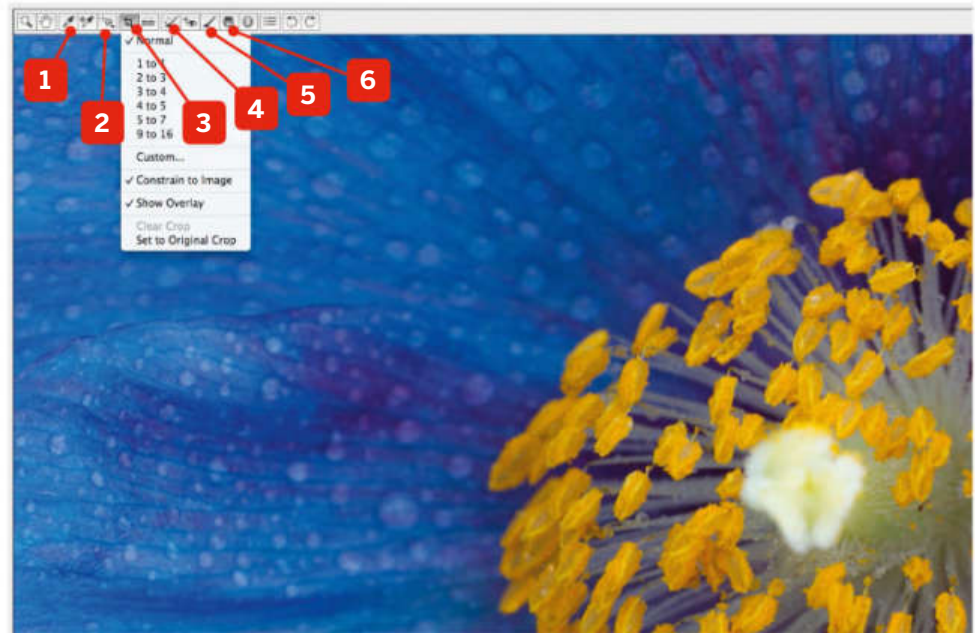 ✓ Normal
1 to 1
2 to 3
3 to 4
4 to 5
5 to 7
9 to 16
Custom...
✓ Constrain to Image
✓ Show Overlay
Clear Crop
Set to Original Crop
1
2
3
4
5
6